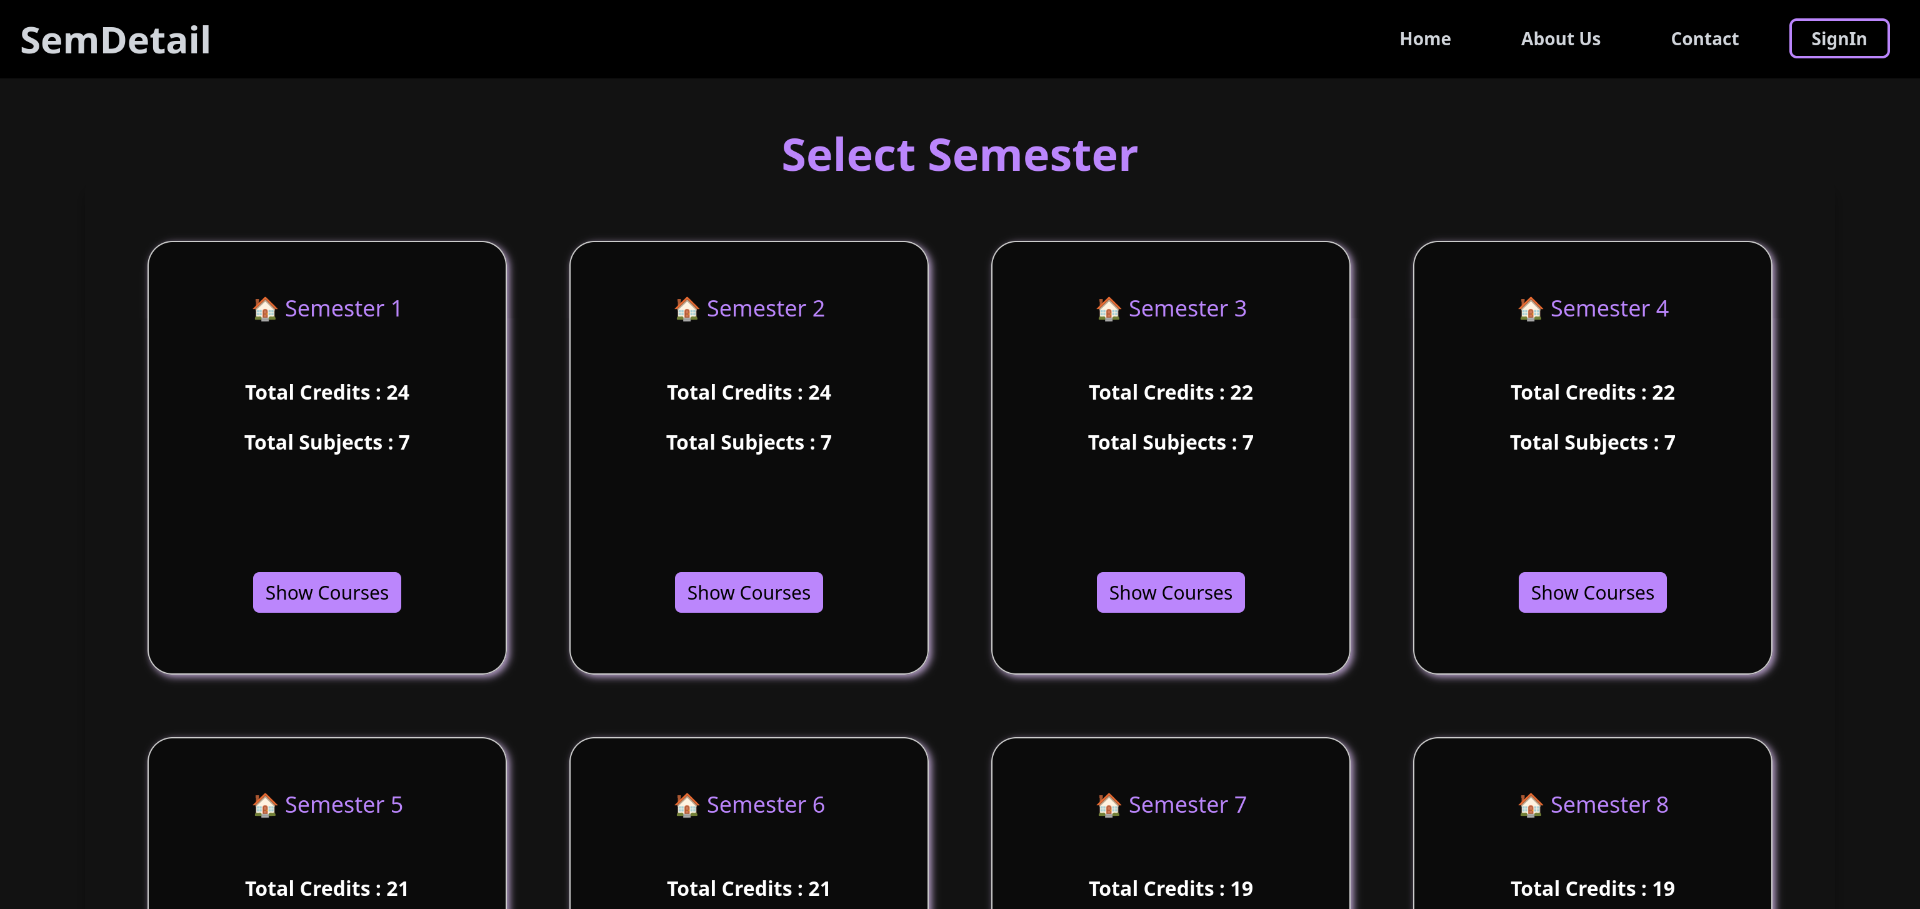 SemDetail
Home
About Us
Contact
SignIn
Select Semester
🏠 Semester 1
Total Credits : 24
Total Subjects : 7
Show Courses
🏠 Semester 2
Total Credits : 24
Total Subjects : 7
Show Courses
🏠 Semester 3
Total Credits : 22
Total Subjects : 7
Show Courses
🏠 Semester 4
Total Credits : 22
Total Subjects : 7
Show Courses
🏠 Semester 5
Total Credits : 21
🏠 Semester 6
Total Credits : 21
🏠 Semester 7
Total Credits : 19
🏠 Semester 8
Total Credits : 19